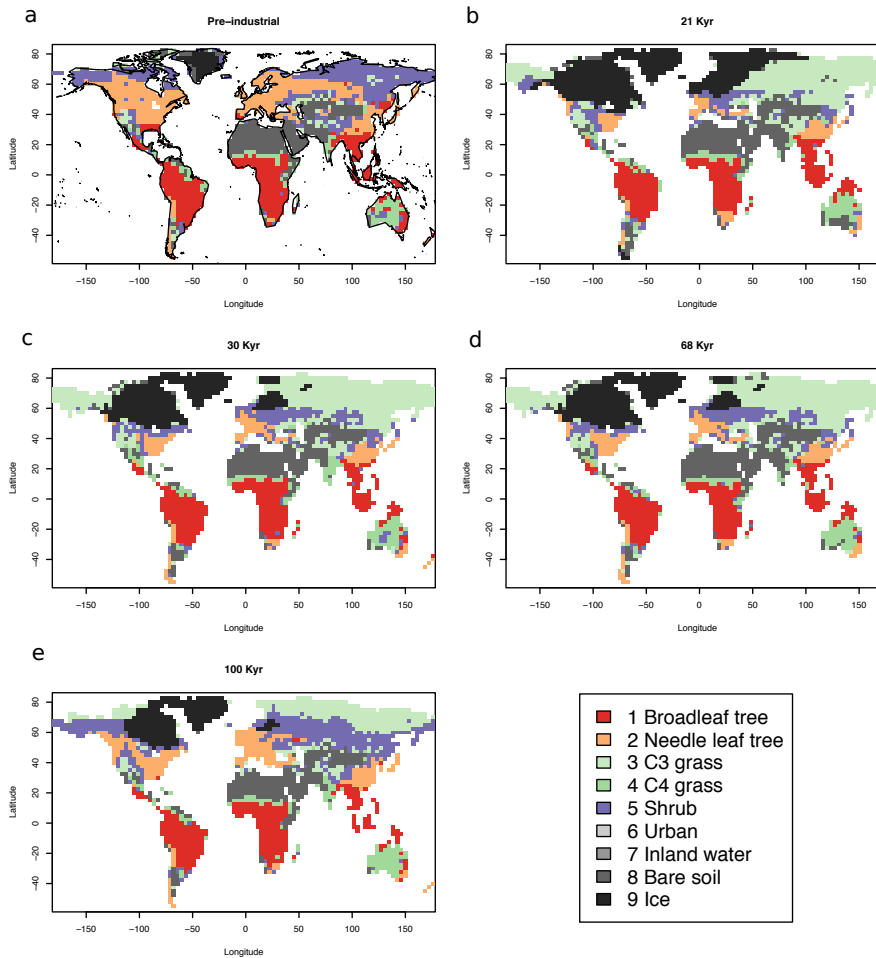 a
Pre−industrial
Latitude
80
60
40
20
0
−20
−40
−150
−100
−50
0
50
100
150
Longitude
b
21 Kyr
Latitude
80
60
40
20
0
−20
−40
−150
−100
−50
0
50
100
150
Longitude
c
30 Kyr
Latitude
80
60
40
20
0
−20
−40
−150
−100
−50
0
50
100
150
Longitude
d
68 Kyr
Latitude
80
60
40
20
0
−20
−40
−150
−100
−50
0
50
100
150
Longitude
e
100 Kyr
Latitude
80
60
40
20
0
−20
−40
−150
−100
−50
0
50
100
150
Longitude
1 Broadleaf tree
2 Needle leaf tree
3 C3 grass
4 C4 grass
5 Shrub
6 Urban
7 Inland water
8 Bare soil
9 Ice